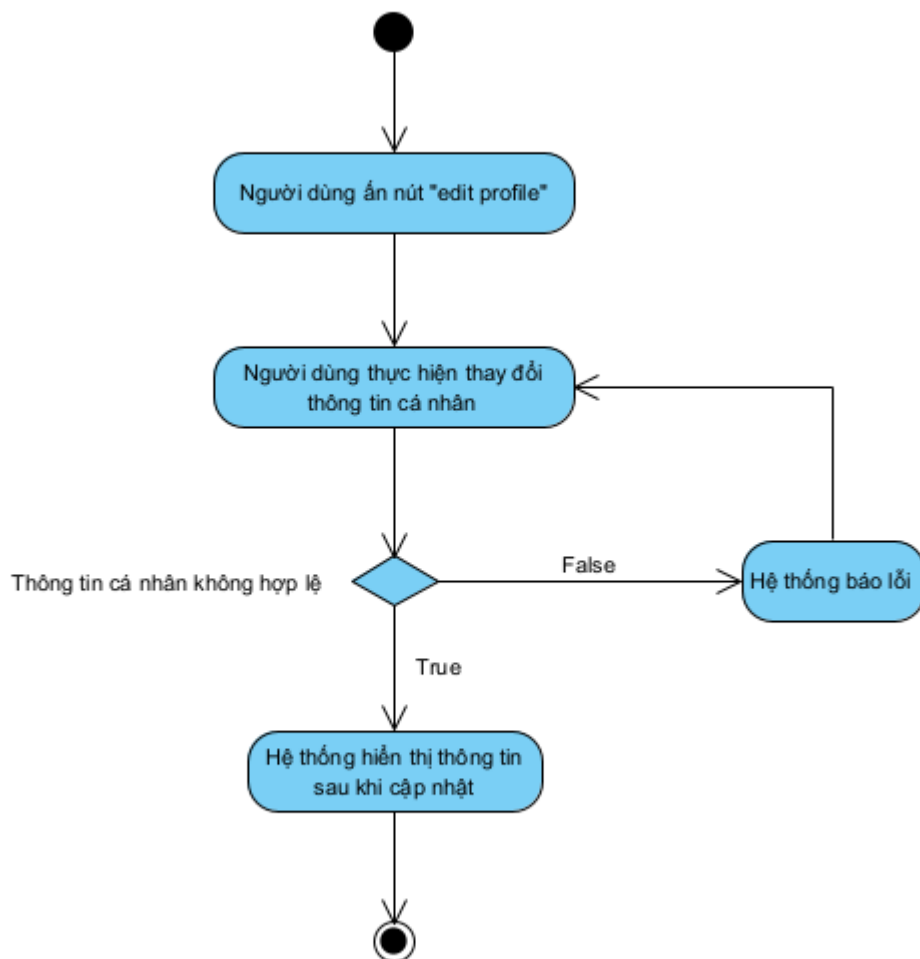 Người dùng ấn nút "edit profile"
Người dùng thực hiện thay đổi
thông tin cá nhân
Thông tin cá nhân không hợp lệ
False
Hệ thống báo lỗi
True
Hệ thống hiển thị thông tin
sau khi cập nhật